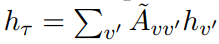 h_τ = ∑_{v'} Ã_{vv'} h_{v'}